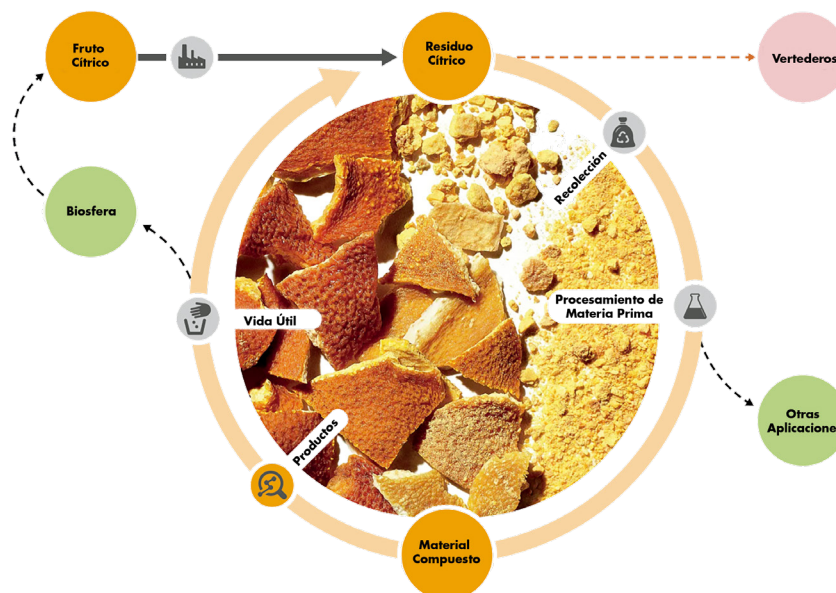 Fruto
Cítrico
Residuo
Cítrico
Vertederos
Recolección
Biosfera
Procesamiento de
Materia Prima
Vida Útil
Otras
Aplicacione
Productos
Material
Compuesto